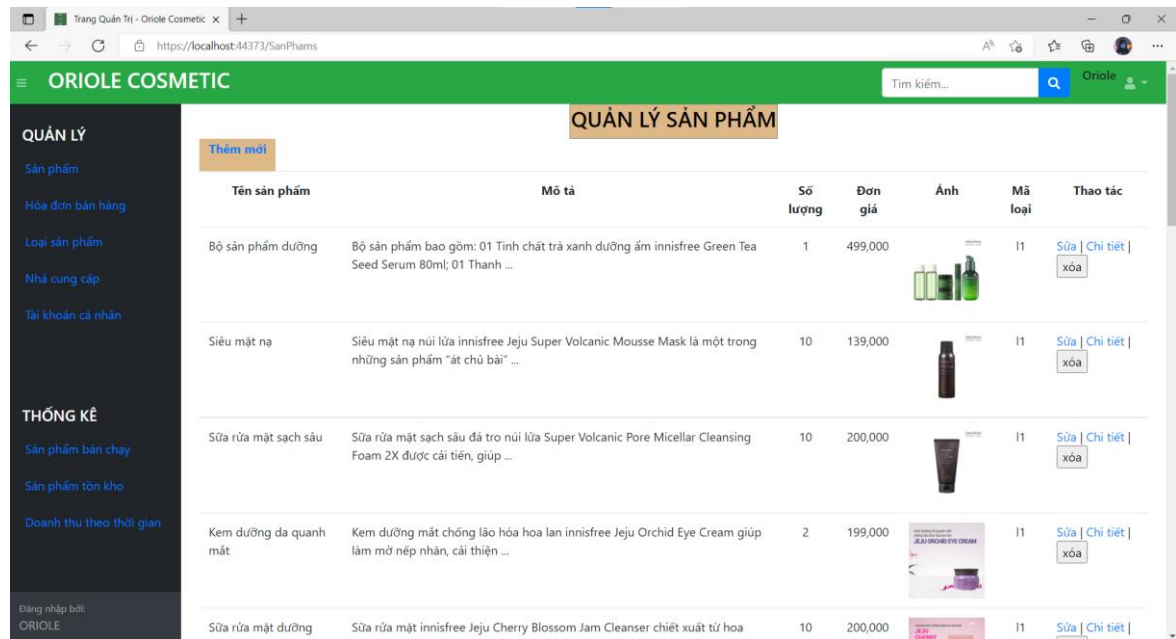 Trang Quản Trị - Oriole Cosmetic
https://localhost:44373/SanPhams
ORIOLE COSMETIC
Tìm kiếm...
Oriole
QUẢN LÝ
Sản phẩm
Hóa đơn bán hàng
Loại sản phẩm
Nhà cung cấp
Tài khoản cá nhân
THỐNG KÊ
Sản phẩm bán chạy
Sản phẩm tồn kho
Doanh thu theo thời gian
Đăng nhập bởi:
ORIOLE
QUẢN LÝ SẢN PHẨM
Thêm mới
Tên sản phẩm Mô tả Số lượng Đơn giá Ảnh Mã loại Thao tác
Bộ sản phẩm dưỡng
Bộ sản phẩm bao gồm: 01 Tinh chất trà xanh dưỡng ẩm innisfree Green Tea
Seed Serum 80ml; 01 Thanh ...
1 499,000 l1 Sửa | Chi tiết |
xóa
Siêu mặt nạ
Siêu mặt nạ núi lửa innisfree Jeju Super Volcanic Mousse Mask là một trong
những sản phẩm "át chủ bài" ...
10 139,000 l1 Sửa | Chi tiết |
xóa
Sữa rửa mặt sạch sâu
Sữa rửa mặt sạch sâu đá tro núi lửa Super Volcanic Pore Micellar Cleansing
Foam 2X được cải tiến, giúp ...
10 200,000 l1 Sửa | Chi tiết |
xóa
Kem dưỡng da quanh
mắt
Kem dưỡng mắt chống lão hóa hoa lan innisfree Jeju Orchid Eye Cream giúp
làm mờ nếp nhăn, cải thiện ...
2 199,000 JEJU ORCHID EYE CREAM l1 Sửa | Chi tiết |
xóa
Sữa rửa mặt dưỡng
Sữa rửa mặt innisfree Jeju Cherry Blossom Jam Cleanser chiết xuất từ hoa
10 200,000 JEJU
CHERRY
l1 Sửa | Chi tiết |